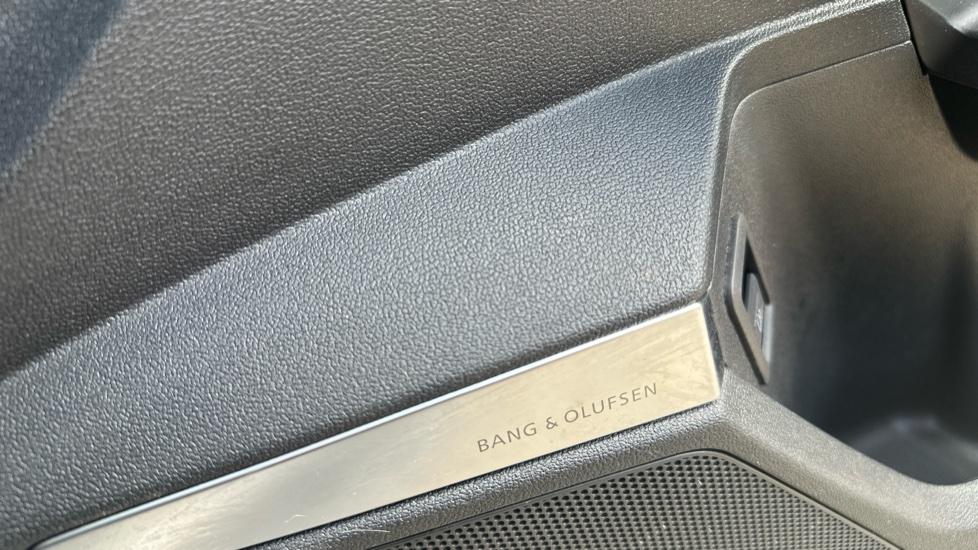 BANG & OLUFSEN